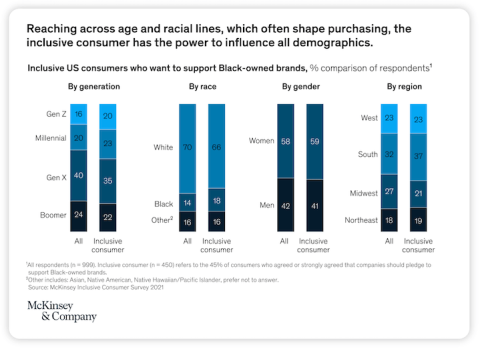 Reaching across age and racial lines, which often shape purchasing, the
inclusive consumer has the power to influence all demographics.
Inclusive US consumers who want to support Black-owned brands, % comparison of respondents¹
By generation
Gen Z 16 20
Millennial 20 23
Gen X 40 35
Boomer 24 22
All Inclusive
consumer
By race
White 70 66
Black 14 18
Other² 16 16
All Inclusive
consumer
By gender
Women 58 59
Men 42 41
All Inclusive
consumer
By region
West 23 23
South 32 37
Midwest 27 21
Northeast 18 19
All Inclusive
consumer
¹All respondents (n = 999). Inclusive consumer (n = 450) refers to the 45% of consumers who agreed or strongly agreed that companies should pledge to
support Black-owned brands.
²Other includes: Asian, Native American, Native Hawaiian/Pacific Islander, prefer not to answer.
Source: McKinsey Inclusive Consumer Survey 2021
McKinsey
& Company